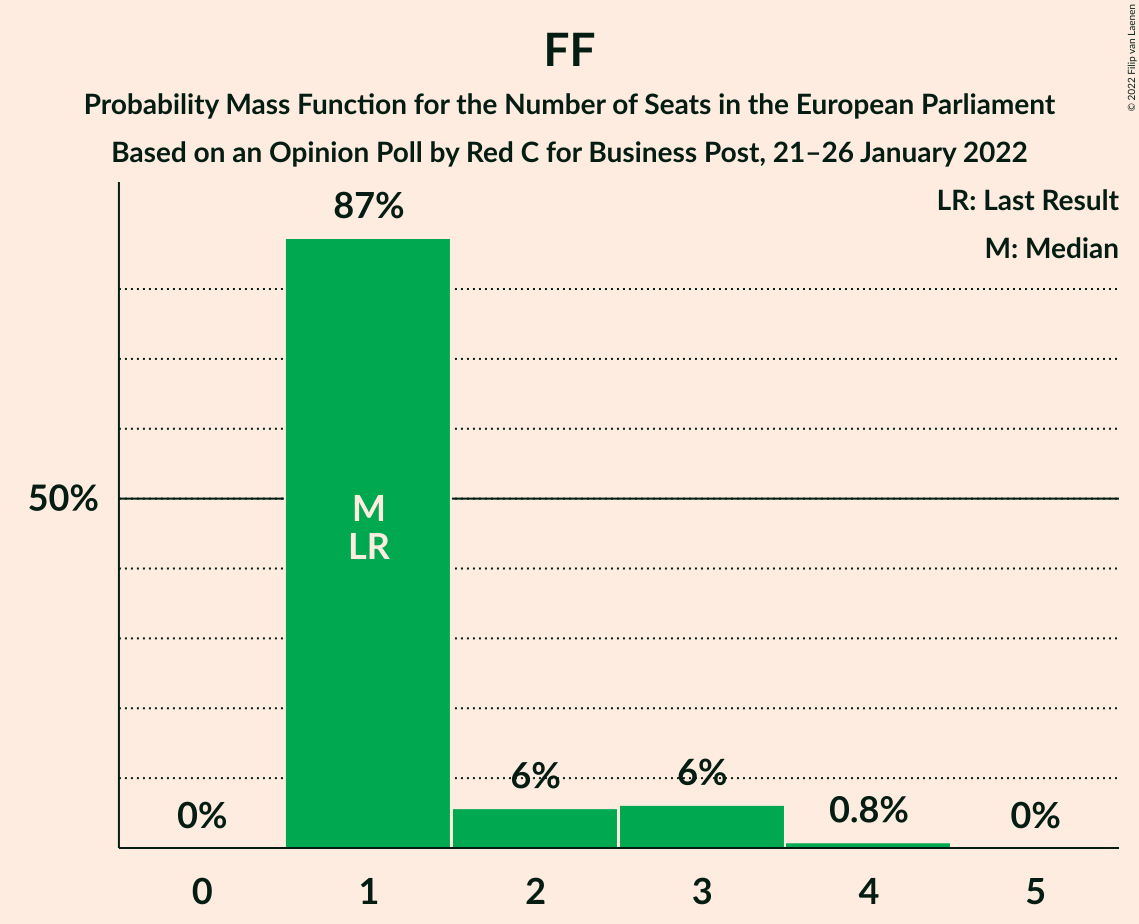 FF
Probability Mass Function for the Number of Seats in the European Parliament
Based on an Opinion Poll by Red C for Business Post, 21–26 January 2022
© 2022 Filip van Laenen
LR: Last Result
M: Median
87%
50%
M
LR
0%
6%
6%
0.8%
0%
0 1 2 3 4 5